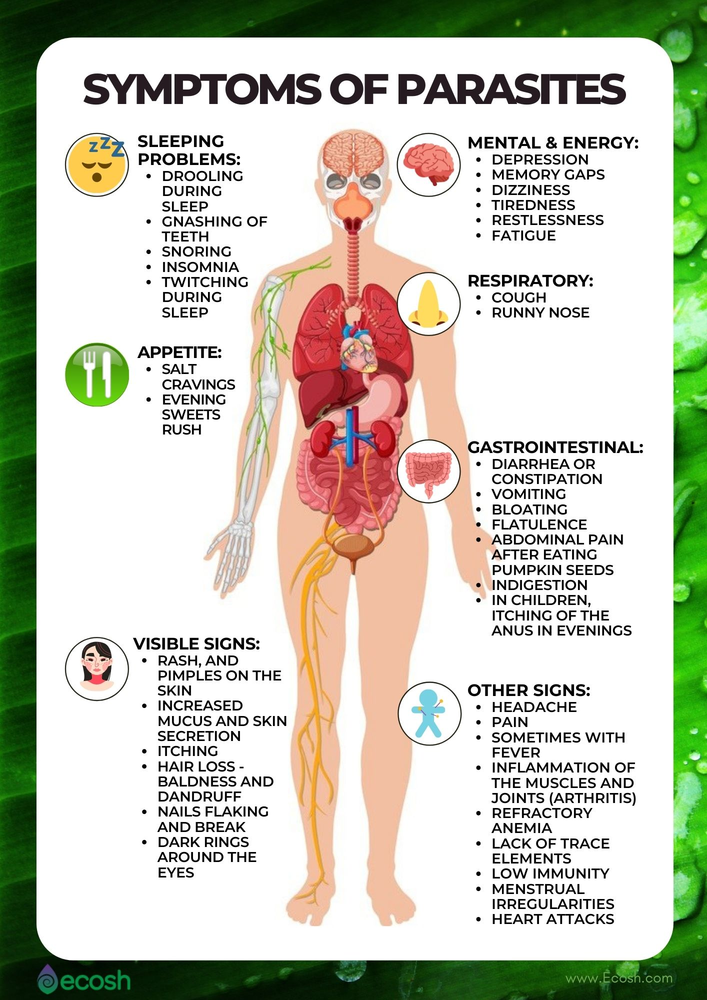 SYMPTOMS OF PARASITES
SLEEPING
PROBLEMS:
• DROOLING
DURING
SLEEP
• GNASHING OF
TEETH
• SNORING
• INSOMNIA
• TWITCHING
DURING
SLEEP
APPETITE:
• SALT
CRAVINGS
• EVENING
SWEETS
RUSH
VISIBLE SIGNS:
• RASH, AND
PIMPLES ON THE
SKIN
• INCREASED
MUCUS AND SKIN
SECRETION
• ITCHING
• HAIR LOSS -
BALDNESS AND
DANDRUFF
• NAILS FLAKING
AND BREAK
• DARK RINGS
AROUND THE
EYES
MENTAL & ENERGY:
• DEPRESSION
• MEMORY GAPS
• DIZZINESS
• TIREDNESS
• RESTLESSNESS
• FATIGUE
RESPIRATORY:
• COUGH
• RUNNY NOSE
GASTROINTESTINAL:
• DIARRHEA OR
CONSTIPATION
• VOMITING
• BLOATING
• FLATULENCE
• ABDOMINAL PAIN
AFTER EATING
PUMPKIN SEEDS
• INDIGESTION
• IN CHILDREN,
ITCHING OF THE
ANUS IN EVENINGS
OTHER SIGNS:
• HEADACHE
• PAIN
• SOMETIMES WITH
FEVER
• INFLAMMATION OF
THE MUSCLES AND
JOINTS (ARTHRITIS)
• REFRACTORY
ANEMIA
• LACK OF TRACE
ELEMENTS
• LOW IMMUNITY
• MENSTRUAL
IRREGULARITIES
• HEART ATTACKS
zzZ
ecosh
www.Ecosh.com